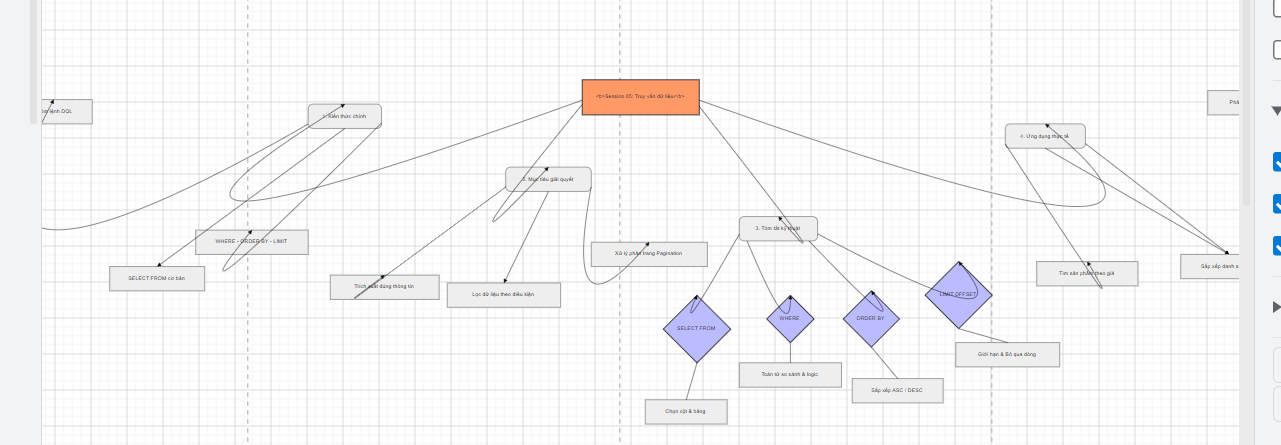 <b>Session 05: Truy vấn dữ liệu</b>
lệnh DQL
1. Kiến thức chính
4. Ứng dụng thực tế
2. Mục tiêu giải quyết
3. Tóm tắt kỹ thuật
WHERE - ORDER BY - LIMIT
Xử lý phân trang Pagination
SELECT FROM cơ bản
Trích xuất đúng thông tin
Lọc dữ liệu theo điều kiện
Tìm sản phẩm theo giá
Sắp xếp danh s
LIMIT OFFSET
SELECT FROM
WHERE
ORDER BY
Giới hạn & Bỏ qua dòng
Toán tử so sánh & logic
Sắp xếp ASC / DESC
Chọn cột & bảng